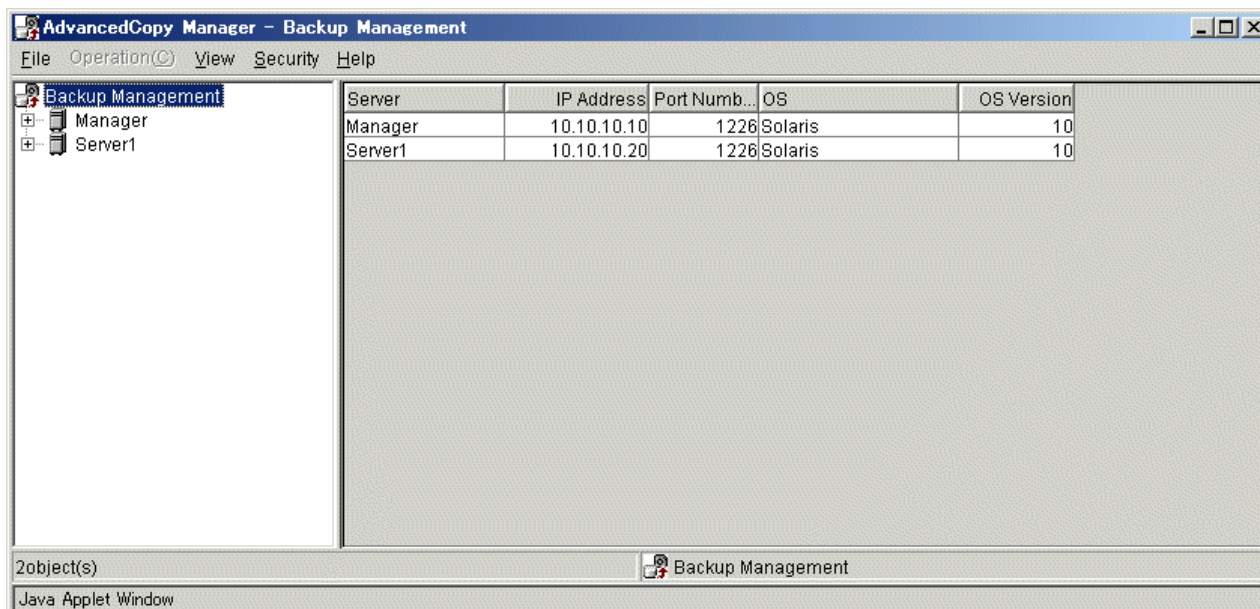 AdvancedCopy Manager - Backup Management
File Operation(C) View Security Help
Backup Management
Manager
Server1
Server IP Address Port Numb... OS OS Version
Manager 10.10.10.10 1226 Solaris 10
Server1 10.10.10.20 1226 Solaris 10
2object(s) Backup Management
Java Applet Window